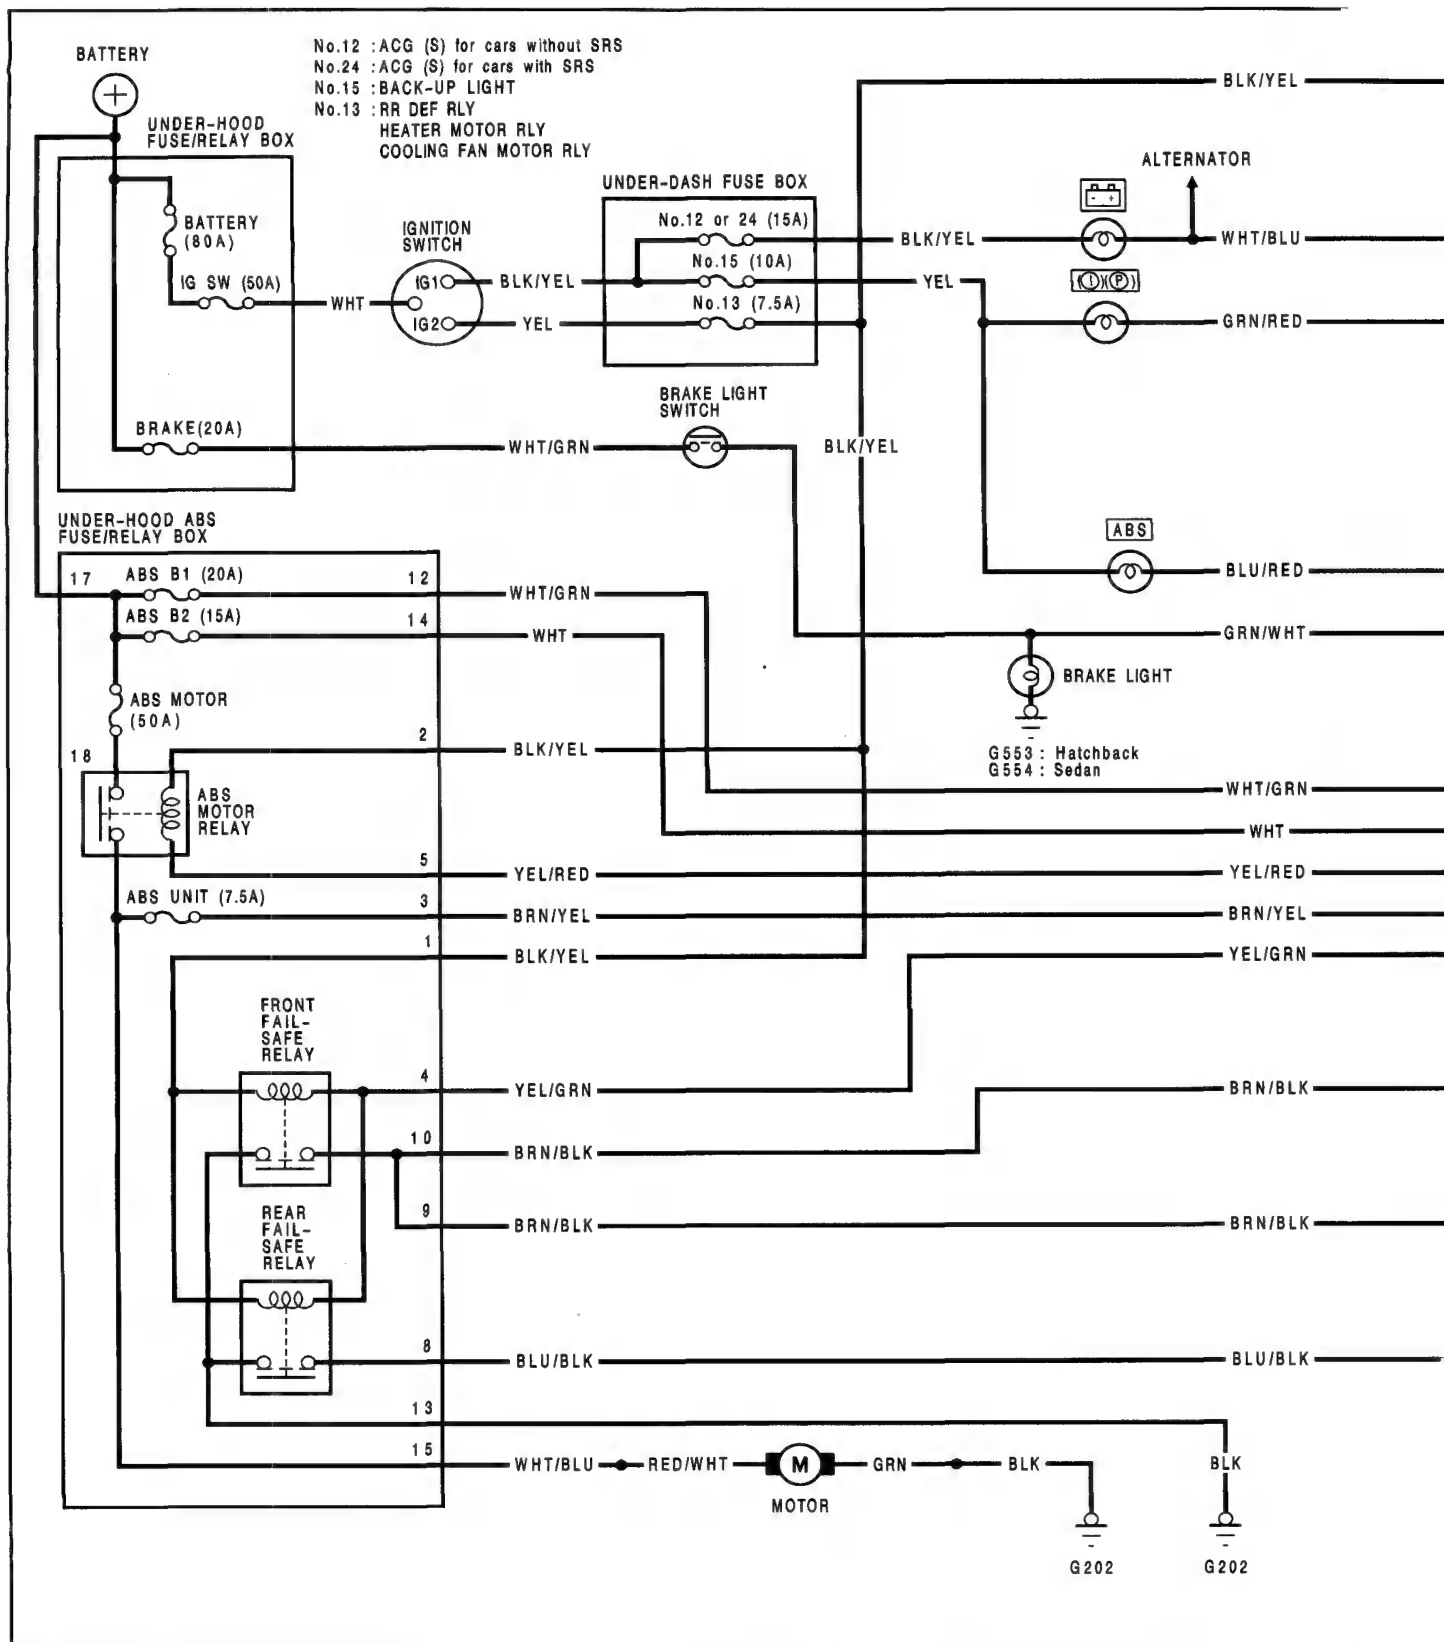 BATTERY
No.12 :ACG (S) for cars without SRS
No.24 :ACG (S) for cars with SRS
No.15 :BACK-UP LIGHT
No.13 :RR DEF RLY
HEATER MOTOR RLY
COOLING FAN MOTOR RLY
BLK/YEL
UNDER-HOOD
FUSE/RELAY BOX
ALTERNATOR
UNDER-DASH FUSE BOX
- +
BATTERY
(80A)
IGNITION
SWITCH
No.12 or 24 (15A)
BLK/YEL
WHT/BLU
IG SW (50A)
WHT
IG1
BLK/YEL
No.15 (10A)
YEL
((!)(P))
IG2
YEL
No.13 (7.5A)
GRN/RED
BRAKE LIGHT
SWITCH
BRAKE(20A)
WHT/GRN
BLK/YEL
UNDER-HOOD ABS
FUSE/RELAY BOX
ABS
17
ABS B1 (20A)
12
WHT/GRN
BLU/RED
ABS B2 (15A)
14
WHT
GRN/WHT
BRAKE LIGHT
ABS MOTOR
(50A)
2
BLK/YEL
G553 : Hatchback
G554 : Sedan
18
ABS
MOTOR
RELAY
WHT/GRN
WHT
5
YEL/RED
YEL/RED
ABS UNIT (7.5A)
3
BRN/YEL
BRN/YEL
1
BLK/YEL
YEL/GRN
FRONT
FAIL-
SAFE
RELAY
4
YEL/GRN
BRN/BLK
10
BRN/BLK
REAR
FAIL-
SAFE
RELAY
9
BRN/BLK
BRN/BLK
8
BLU/BLK
BLU/BLK
13
15
WHT/BLU
RED/WHT
M
GRN
BLK
BLK
MOTOR
G202
G202